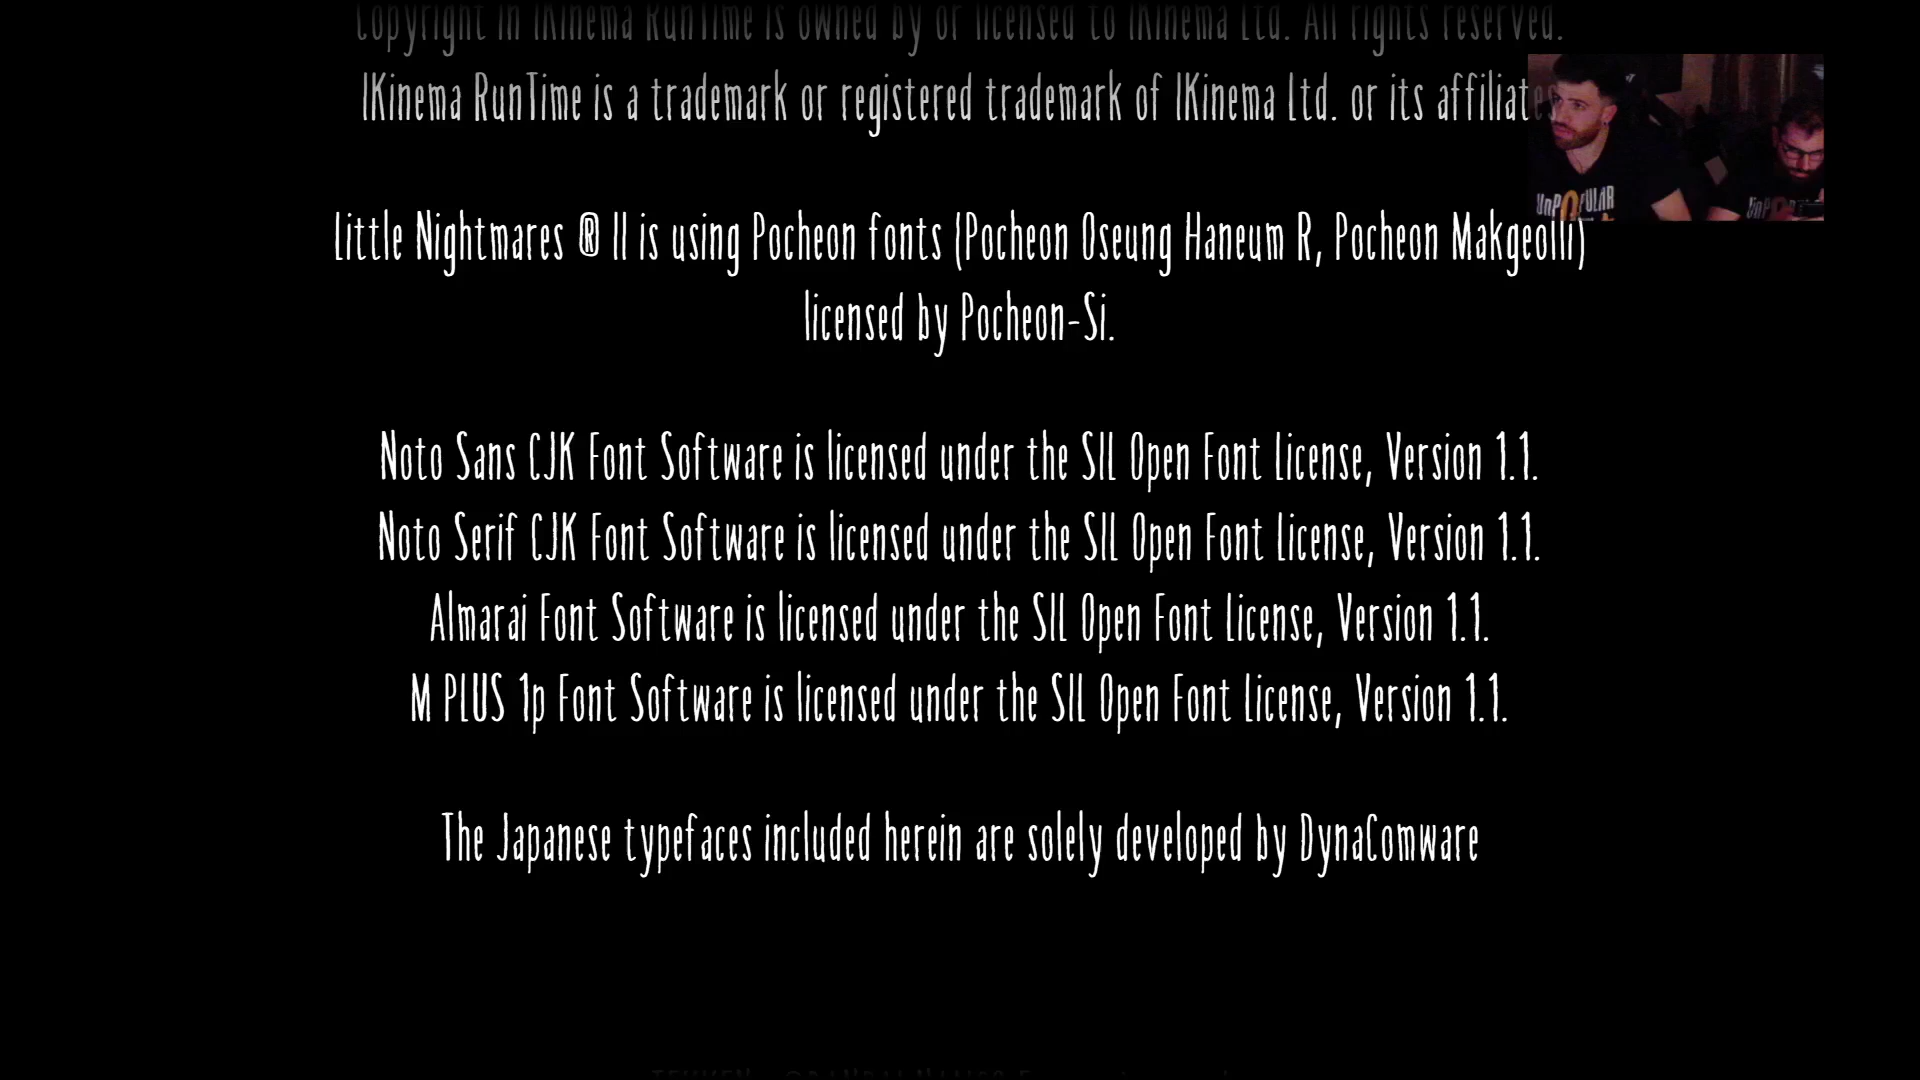 Copyright in IKinema RunTime is owned by or licensed to IKinema Ltd. All rights reserved.
IKinema RunTime is a trademark or registered trademark of IKinema Ltd. or its affiliates
Little Nightmares ® II is using Pocheon fonts (Pocheon Oseung Haneum R, Pocheon Makgeolli)
licensed by Pocheon-Si.
Noto Sans CJK Font Software is licensed under the SIL Open Font License, Version 1.1.
Noto Serif CJK Font Software is licensed under the SIL Open Font License, Version 1.1.
Almarai Font Software is licensed under the SIL Open Font License, Version 1.1.
M PLUS 1p Font Software is licensed under the SIL Open Font License, Version 1.1.
The Japanese typefaces included herein are solely developed by DynaComware
UnPOPULAR